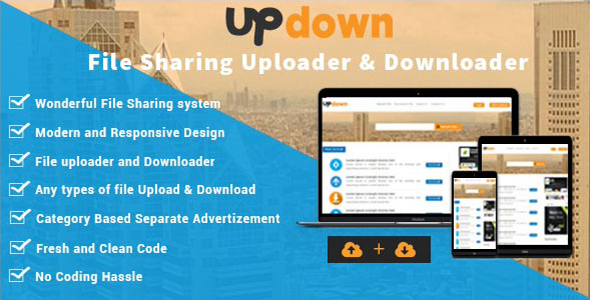 updown
File Sharing Uploader & Downloader
Wonderful File Sharing system
Modern and Responsive Design
File uploader and Downloader
Any types of file Upload & Download
Category Based Separate Advertizement
Fresh and Clean Code
No Coding Hassle
updown